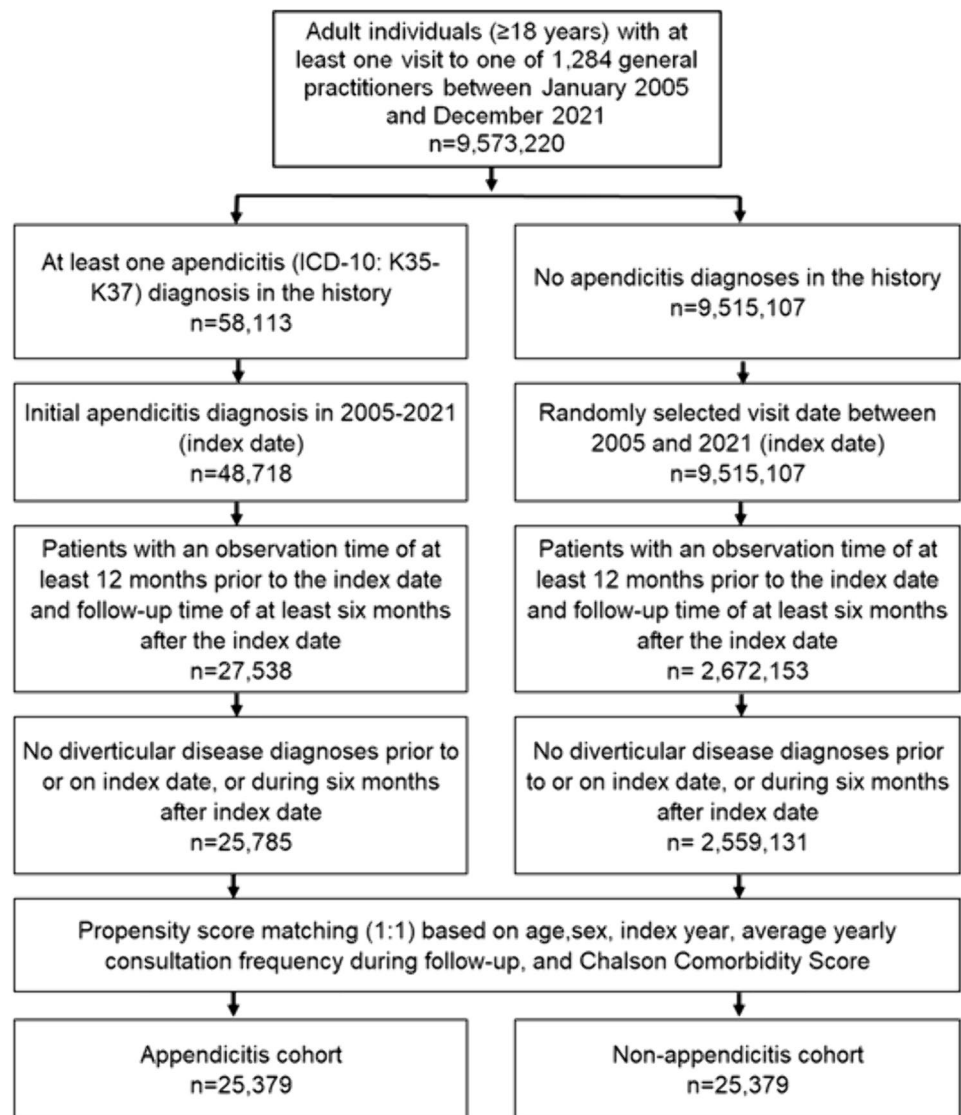 Adult individuals (≥18 years) with at
least one visit to one of 1,284 general
practitioners between January 2005
and December 2021
n=9,573,220
At least one apendicitis (ICD-10: K35-
K37) diagnosis in the history
n=58,113
No apendicitis diagnoses in the history
n=9,515,107
Initial apendicitis diagnosis in 2005-2021
(index date)
n=48,718
Randomly selected visit date between
2005 and 2021 (index date)
n=9,515,107
Patients with an observation time of at
least 12 months prior to the index date
and follow-up time of at least six months
after the index date
n=27,538
Patients with an observation time of at
least 12 months prior to the index date
and follow-up time of at least six months
after the index date
n= 2,672,153
No diverticular disease diagnoses prior to
or on index date, or during six months
after index date
n=25,785
No diverticular disease diagnoses prior
to or on index date, or during six months
after index date
n= 2,559,131
Propensity score matching (1:1) based on age,sex, index year, average yearly
consultation frequency during follow-up, and Chalson Comorbidity Score
Appendicitis cohort
n=25,379
Non-appendicitis cohort
n=25,379